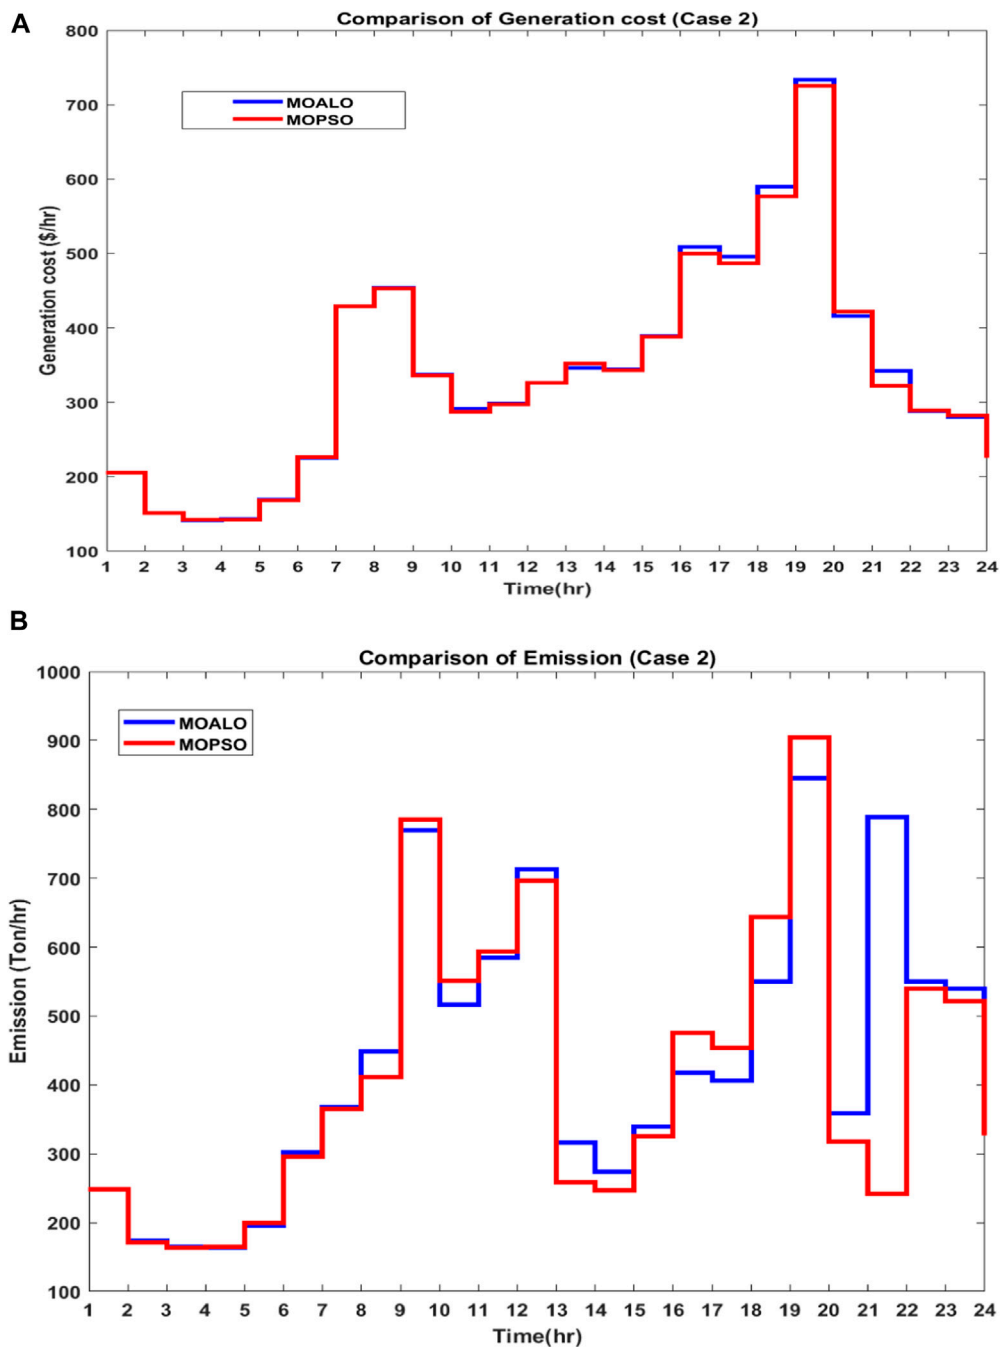 A
Comparison of Generation cost (Case 2)
800
700
600
500
400
300
200
100
Generation cost ($/hr)
MOALO
MOPSO
1 2 3 4 5 6 7 8 9 10 11 12 13 14 15 16 17 18 19 20 21 22 23 24
Time(hr)
B
Comparison of Emission (Case 2)
1000
900
800
700
600
500
400
300
200
100
Emission (Ton/hr)
MOALO
MOPSO
1 2 3 4 5 6 7 8 9 10 11 12 13 14 15 16 17 18 19 20 21 22 23 24
Time(hr)